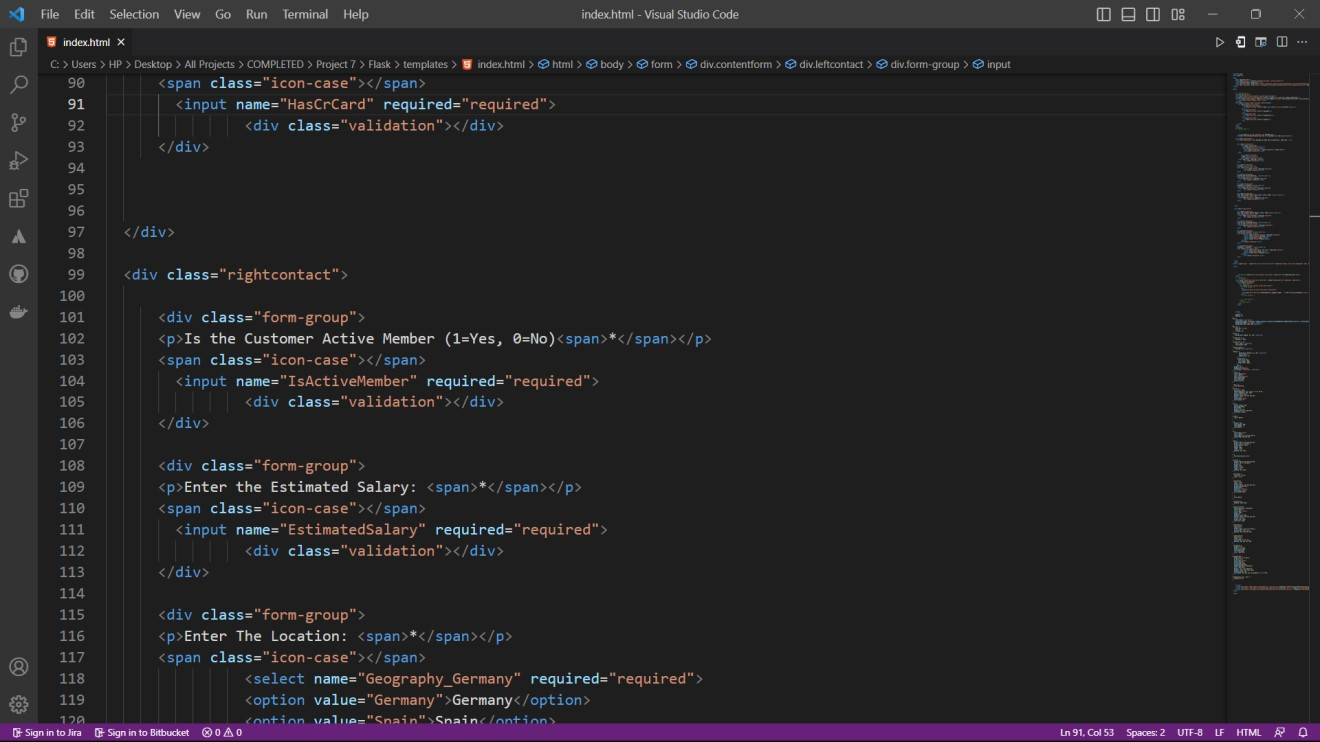 File Edit Selection View Go Run Terminal Help
index.html - Visual Studio Code
index.html
C: > Users > HP > Desktop > All Projects > COMPLETED > Project 7 > Flask > templates > index.html > html > body > form > div.contentform > div.leftcontact > div.form-group > input
90 <span class="icon-case"></span>
91 <input name="HasCrCard" required="required">
92 <div class="validation"></div>
93 </div>
94
95
96
97 </div>
98
99 <div class="rightcontact">
100
101 <div class="form-group">
102 <p>Is the Customer Active Member (1=Yes, 0=No)<span>*</span></p>
103 <span class="icon-case"></span>
104 <input name="IsActiveMember" required="required">
105 <div class="validation"></div>
106 </div>
107
108 <div class="form-group">
109 <p>Enter the Estimated Salary: <span>*</span></p>
110 <span class="icon-case"></span>
111 <input name="EstimatedSalary" required="required">
112 <div class="validation"></div>
113 </div>
114
115 <div class="form-group">
116 <p>Enter The Location: <span>*</span></p>
117 <span class="icon-case"></span>
118 <select name="Geography_Germany" required="required">
119 <option value="Germany">Germany</option>
120 <option value="Spain">Spain</option>
Sign in to Jira Sign in to Bitbucket 0 0 Ln 91, Col 53 Spaces: 2 UTF-8 LF HTML